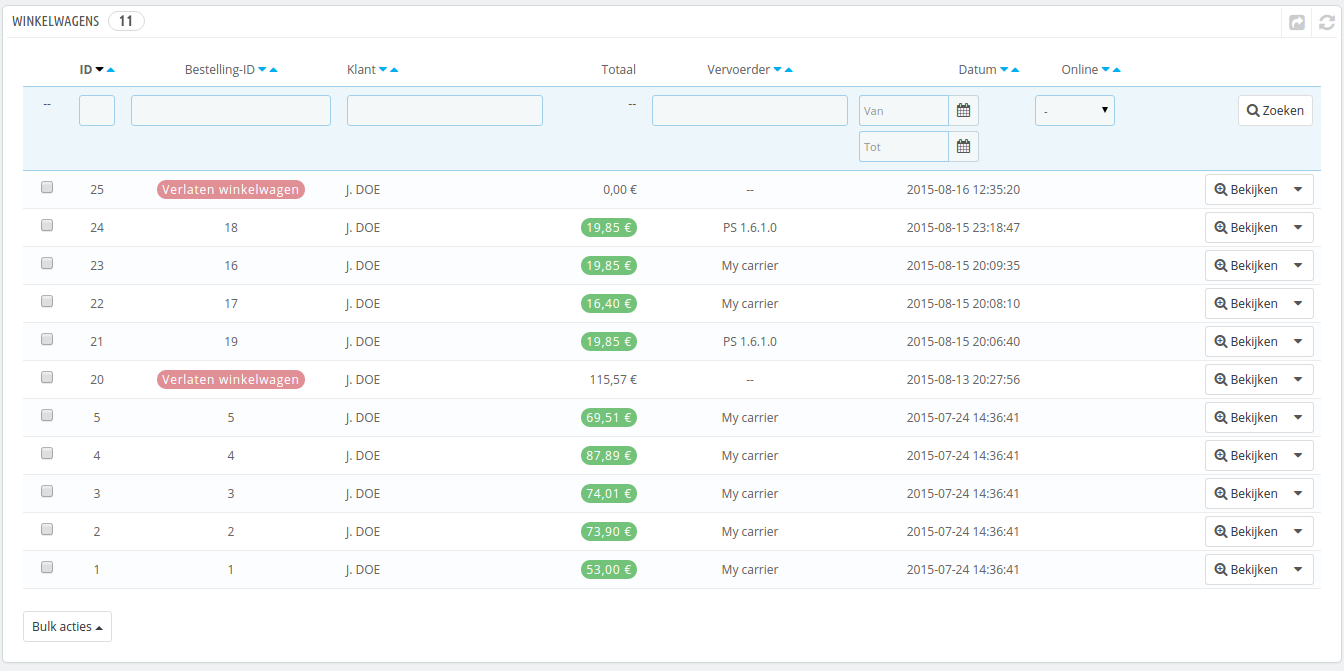 WINKELWAGENS 11
ID Bestelling-ID Klant Totaal Vervoerder Datum Online
-- -- Van - Zoeken
Tot
25 Verlaten winkelwagen J. DOE 0,00 € -- 2015-08-16 12:35:20 Bekijken
24 18 J. DOE 19,85 € PS 1.6.1.0 2015-08-15 23:18:47 Bekijken
23 16 J. DOE 19,85 € My carrier 2015-08-15 20:09:35 Bekijken
22 17 J. DOE 16,40 € My carrier 2015-08-15 20:08:10 Bekijken
21 19 J. DOE 19,85 € PS 1.6.1.0 2015-08-15 20:06:40 Bekijken
20 Verlaten winkelwagen J. DOE 115,57 € -- 2015-08-13 20:27:56 Bekijken
5 5 J. DOE 69,51 € My carrier 2015-07-24 14:36:41 Bekijken
4 4 J. DOE 87,89 € My carrier 2015-07-24 14:36:41 Bekijken
3 3 J. DOE 74,01 € My carrier 2015-07-24 14:36:41 Bekijken
2 2 J. DOE 73,90 € My carrier 2015-07-24 14:36:41 Bekijken
1 1 J. DOE 53,00 € My carrier 2015-07-24 14:36:41 Bekijken
Bulk acties